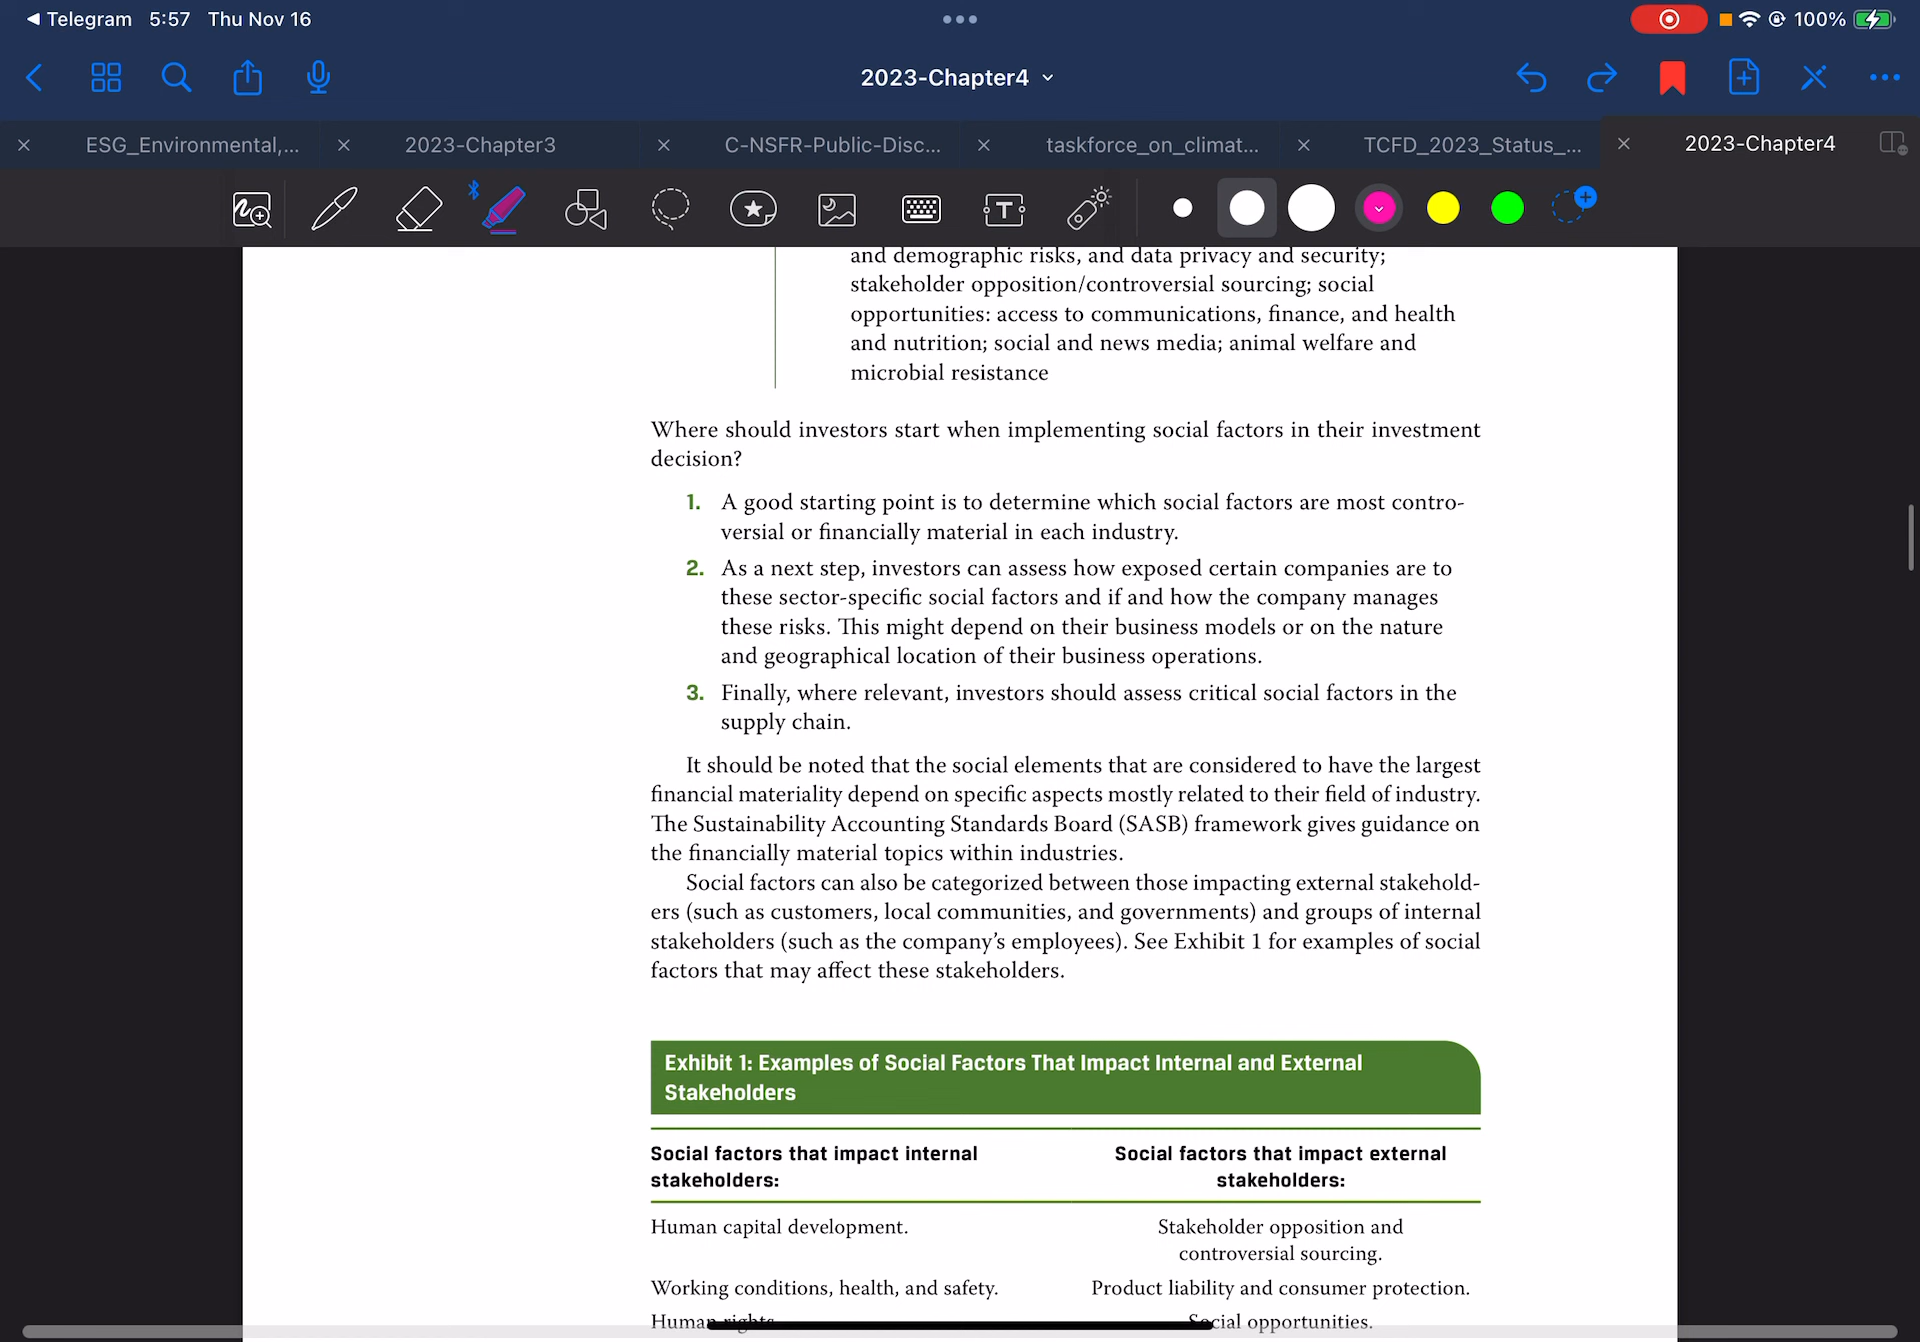 ◀ Telegram 5:57 Thu Nov 16
100%
2023-Chapter4
ESG_Environmental,...
2023-Chapter3
C-NSFR-Public-Disc...
taskforce_on_climat...
TCFD_2023_Status_...
2023-Chapter4
T
and demographic risks, and data privacy and security;
stakeholder opposition/controversial sourcing; social
opportunities: access to communications, finance, and health
and nutrition; social and news media; animal welfare and
microbial resistance
Where should investors start when implementing social factors in their investment
decision?
1. A good starting point is to determine which social factors are most contro-
versial or financially material in each industry.
2. As a next step, investors can assess how exposed certain companies are to
these sector-specific social factors and if and how the company manages
these risks. This might depend on their business models or on the nature
and geographical location of their business operations.
3. Finally, where relevant, investors should assess critical social factors in the
supply chain.
It should be noted that the social elements that are considered to have the largest
financial materiality depend on specific aspects mostly related to their field of industry.
The Sustainability Accounting Standards Board (SASB) framework gives guidance on
the financially material topics within industries.
Social factors can also be categorized between those impacting external stakehold-
ers (such as customers, local communities, and governments) and groups of internal
stakeholders (such as the company's employees). See Exhibit 1 for examples of social
factors that may affect these stakeholders.
Exhibit 1: Examples of Social Factors That Impact Internal and External
Stakeholders
Social factors that impact internal
stakeholders:
Social factors that impact external
stakeholders:
Human capital development.
Stakeholder opposition and
controversial sourcing.
Working conditions, health, and safety.
Product liability and consumer protection.
Human rights.
Social opportunities.